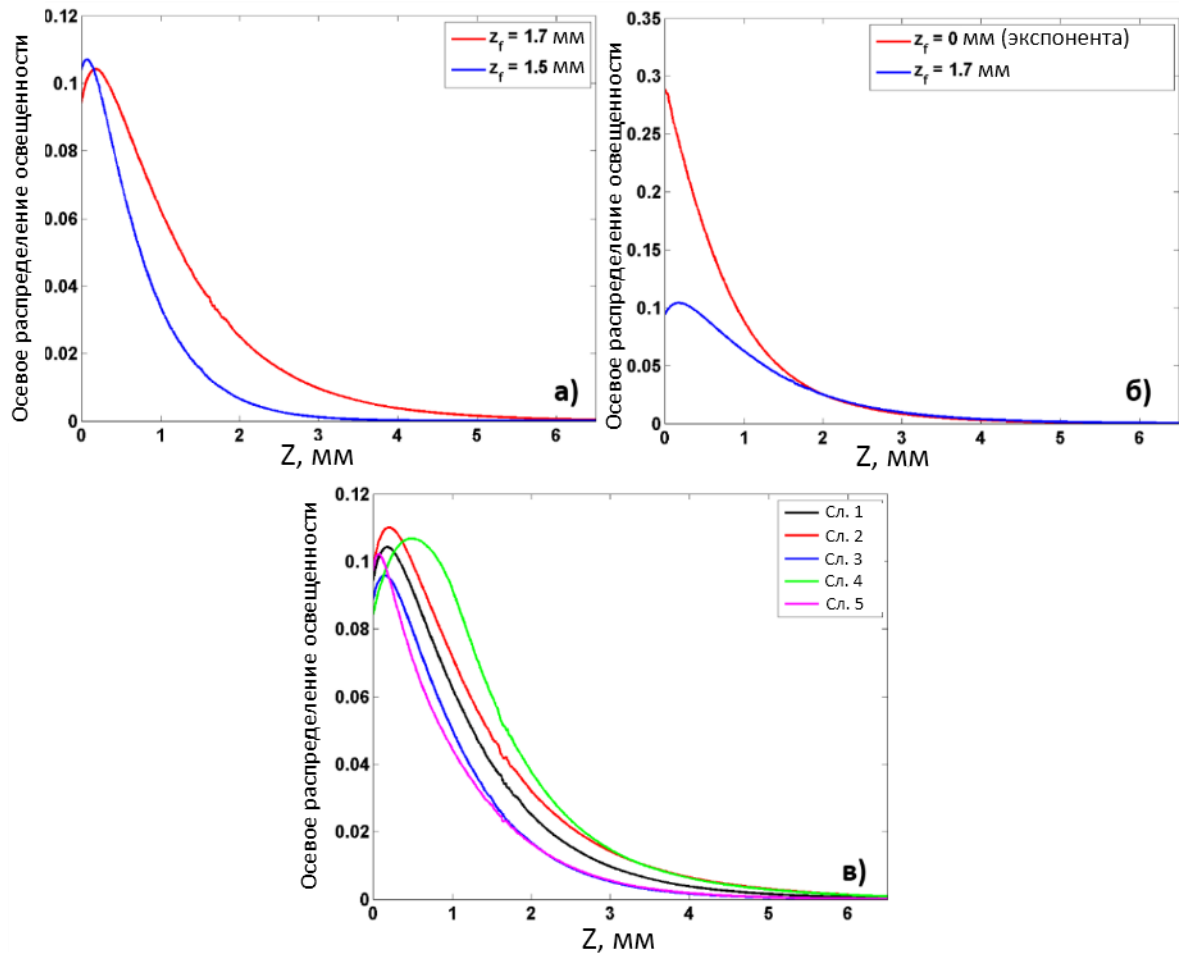 Осевое распределение освещенности
0.12
0.1
0.08
0.06
0.04
0.02
0
z_f = 1.7 мм
z_f = 1.5 мм
а)
0 1 2 3 4 5 6
Z, мм
Осевое распределение освещенности
0.35
0.3
0.25
0.2
0.15
0.1
0.05
0
z_f = 0 мм (экспонента)
z_f = 1.7 мм
б)
0 1 2 3 4 5 6
Z, мм
Осевое распределение освещенности
0.12
0.1
0.08
0.06
0.04
0.02
0
Сл. 1
Сл. 2
Сл. 3
Сл. 4
Сл. 5
в)
0 1 2 3 4 5 6
Z, мм